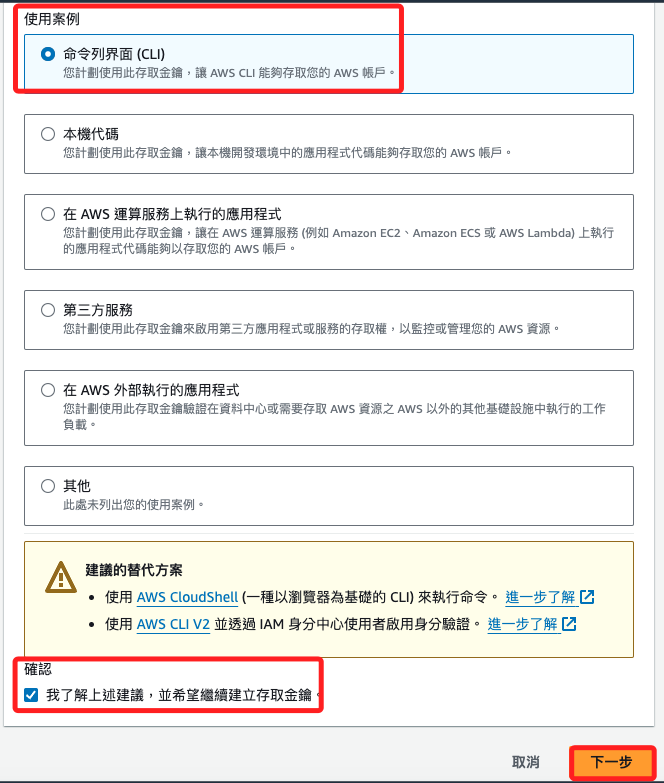 使用案例
命令列界面 (CLI)
您計劃使用此存取金鑰，讓 AWS CLI 能夠存取您的 AWS 帳戶。
本機代碼
您計劃使用此存取金鑰，讓本機開發環境中的應用程式代碼能夠存取您的 AWS 帳戶。
在 AWS 運算服務上執行的應用程式
您計劃使用此存取金鑰，讓在 AWS 運算服務 (例如 Amazon EC2、Amazon ECS 或 AWS Lambda) 上執行
的應用程式代碼能夠以存取您的 AWS 帳戶。
第三方服務
您計劃使用此存取金鑰來啟用第三方應用程式或服務的存取權，以監控或管理您的 AWS 資源。
在 AWS 外部執行的應用程式
您計劃使用此存取金鑰驗證在資料中心或需要存取 AWS 資源之 AWS 以外的其他基礎設施中執行的工作
負載。
其他
此處未列出您的使用案例。
建議的替代方案
• 使用 AWS CloudShell (一種以瀏覽器為基礎的 CLI) 來執行命令。 進一步了解
• 使用 AWS CLI V2 並透過 IAM 身分中心使用者啟用身分驗證。 進一步了解
確認
我了解上述建議，並希望繼續建立存取金鑰。
取消
下一步